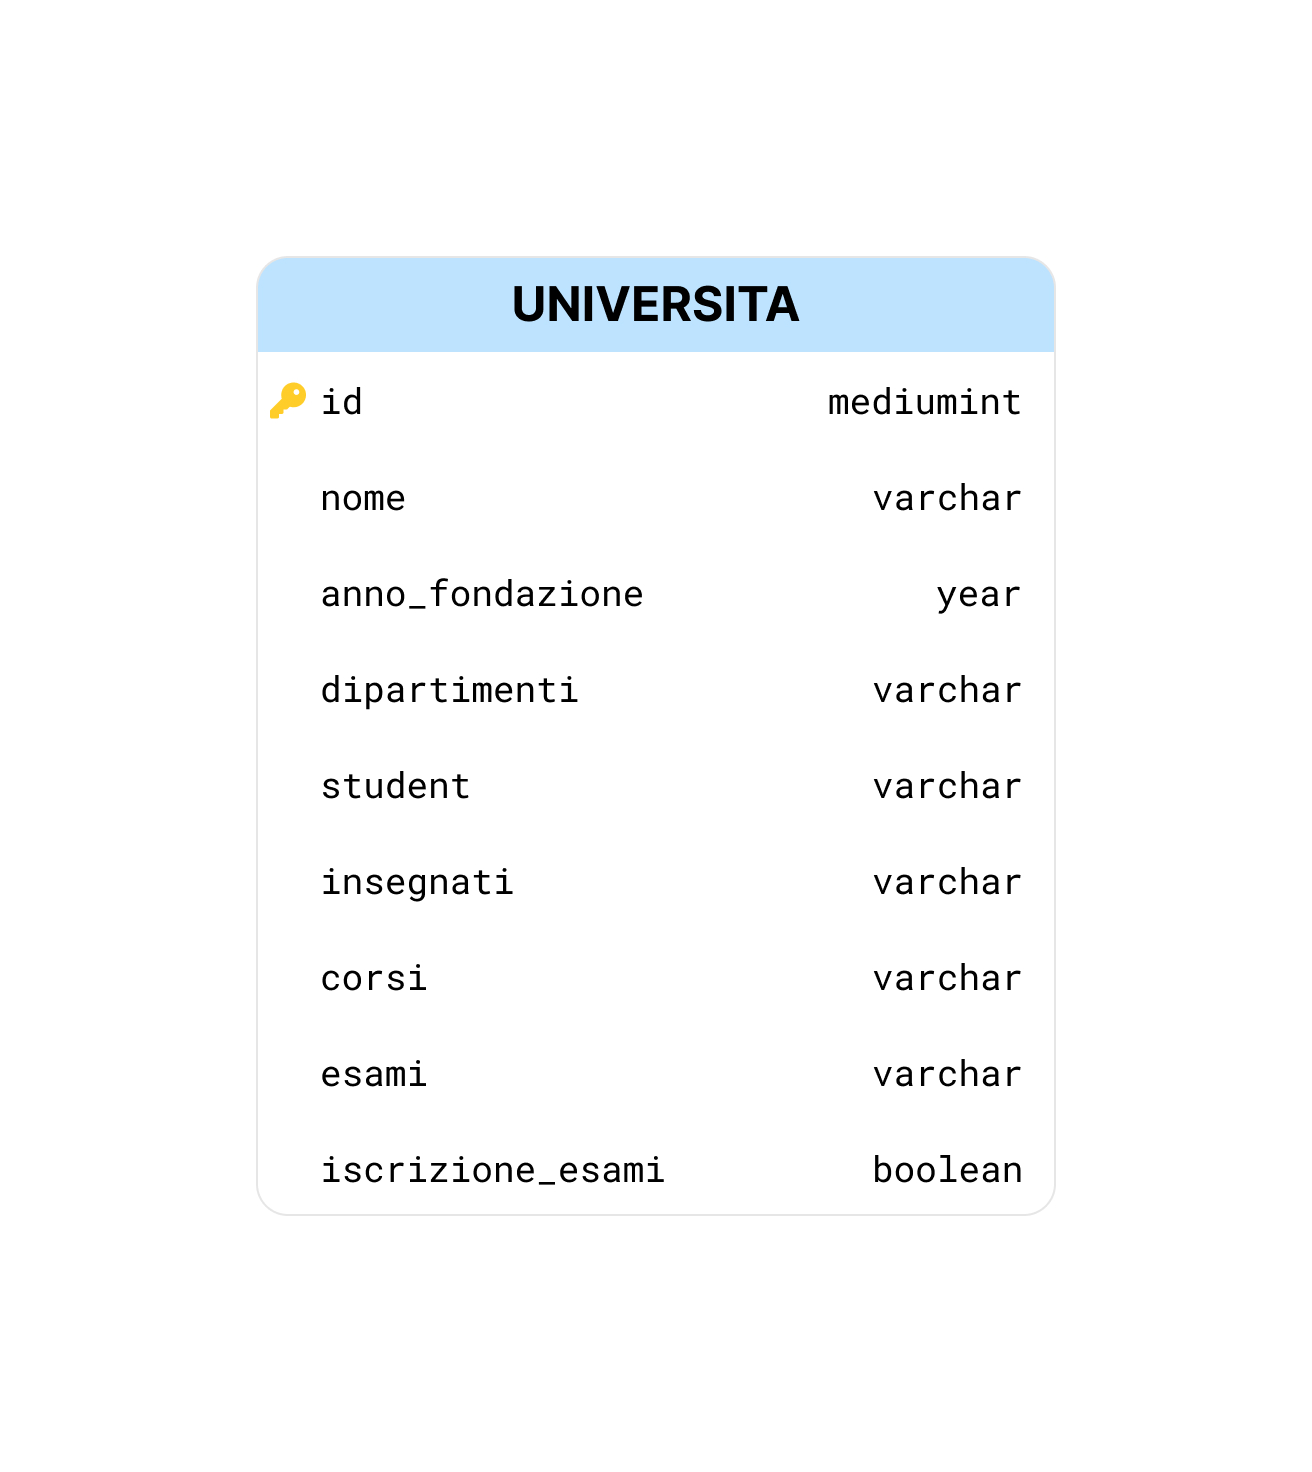 UNIVERSITA
id mediumint
nome varchar
anno_fondazione year
dipartimenti varchar
student varchar
insegnati varchar
corsi varchar
esami varchar
iscrizione_esami boolean